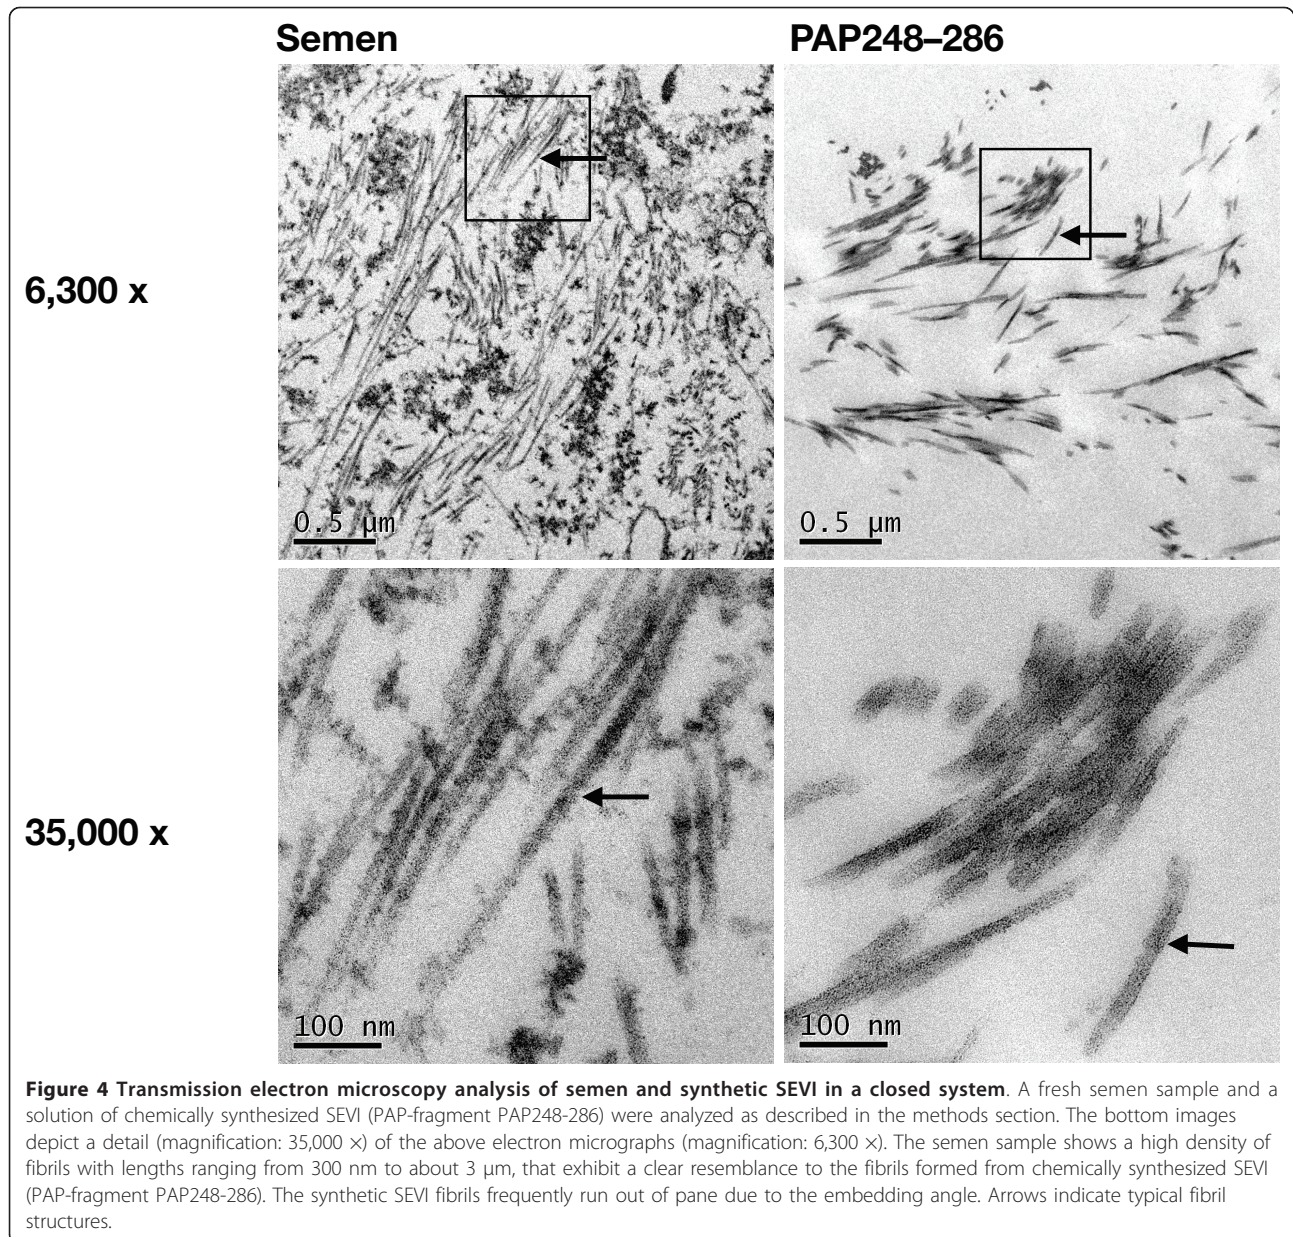 Semen
PAP248–286
6,300 x
0.5 µm
0.5 µm
35,000 x
100 nm
100 nm
Figure 4 Transmission electron microscopy analysis of semen and synthetic SEVI in a closed system. A fresh semen sample and a
solution of chemically synthesized SEVI (PAP-fragment PAP248-286) were analyzed as described in the methods section. The bottom images
depict a detail (magnification: 35,000 ×) of the above electron micrographs (magnification: 6,300 ×). The semen sample shows a high density of
fibrils with lengths ranging from 300 nm to about 3 μm, that exhibit a clear resemblance to the fibrils formed from chemically synthesized SEVI
(PAP-fragment PAP248-286). The synthetic SEVI fibrils frequently run out of pane due to the embedding angle. Arrows indicate typical fibril
structures.